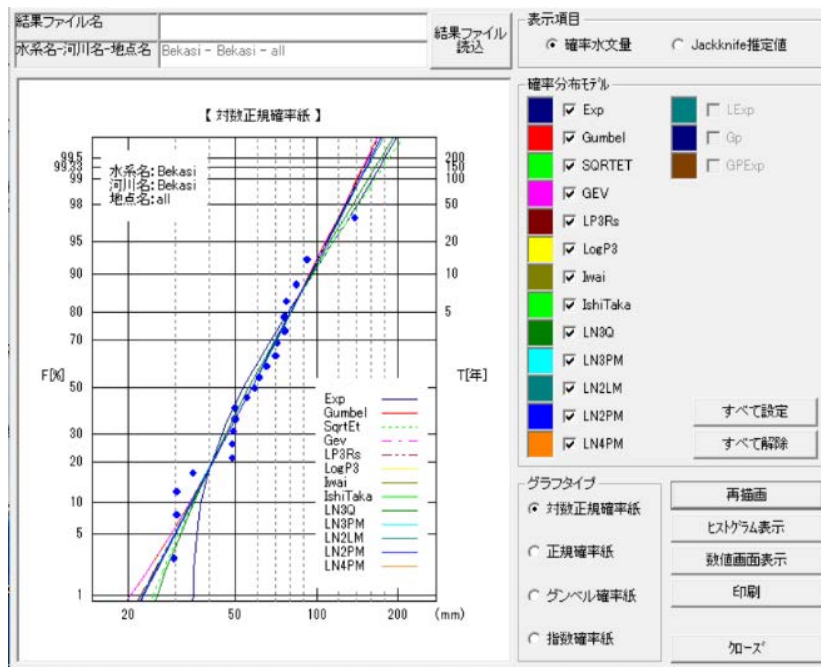 結果ファイル名
水系名-河川名-地点名
Bekasi - Bekasi - all
結果ファイル
読込
表示項目
確率水文量
Jackknife推定値
【 対数正規確率紙 】
水系名:Bekasi
河川名:Bekasi
地点名:all
99.5
99.33
99
98
95
90
80
70
50
30
20
10
5
1
F[%]
200
150
100
50
20
10
5
T[年]
20
50
100
200
(mm)
Exp
Gumbel
SqrtEt
Gev
LP3Rs
LogP3
Iwai
IshiTaka
LN3Q
LN3PM
LN2LM
LN2PM
LN4PM
確率分布モデル
Exp
Gumbel
SQRTET
GEV
LP3Rs
LogP3
Iwai
IshiTaka
LN3Q
LN3PM
LN2LM
LN2PM
LN4PM
LExp
Gp
GPExp
すべて設定
すべて解除
グラフタイプ
対数正規確率紙
正規確率紙
グンベル確率紙
指数確率紙
再描画
ヒストグラム表示
数値画面表示
印刷
クローズ